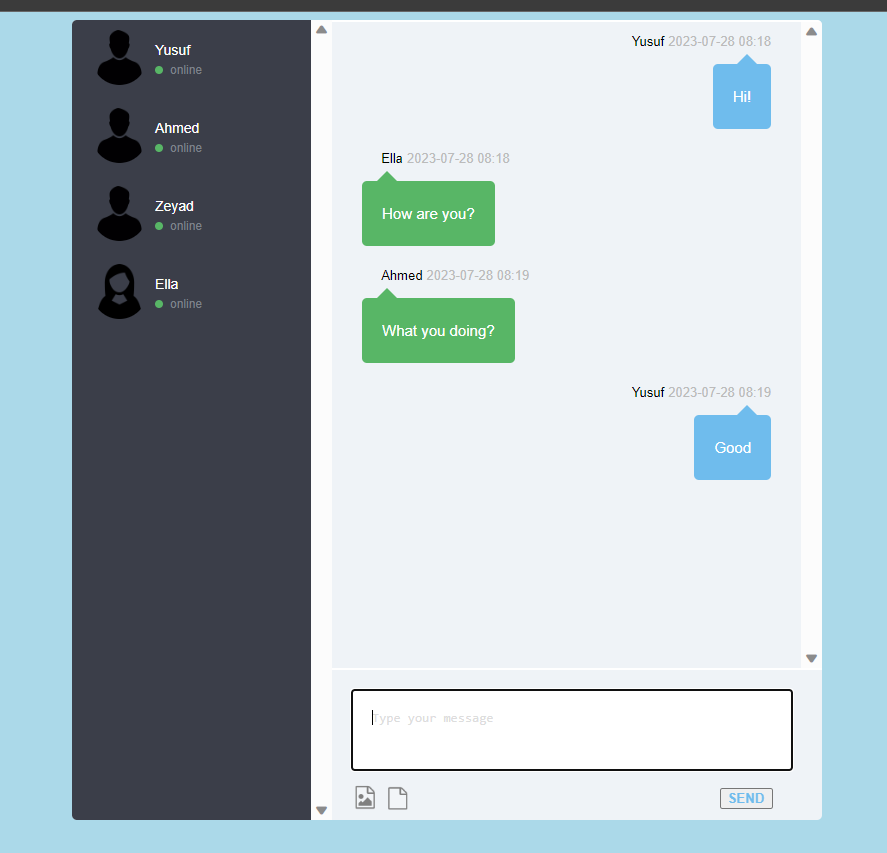 Yusuf
online
Ahmed
online
Zeyad
online
Ella
online
Yusuf 2023-07-28 08:18
Hi!
Ella 2023-07-28 08:18
How are you?
Ahmed 2023-07-28 08:19
What you doing?
Yusuf 2023-07-28 08:19
Good
Type your message
SEND